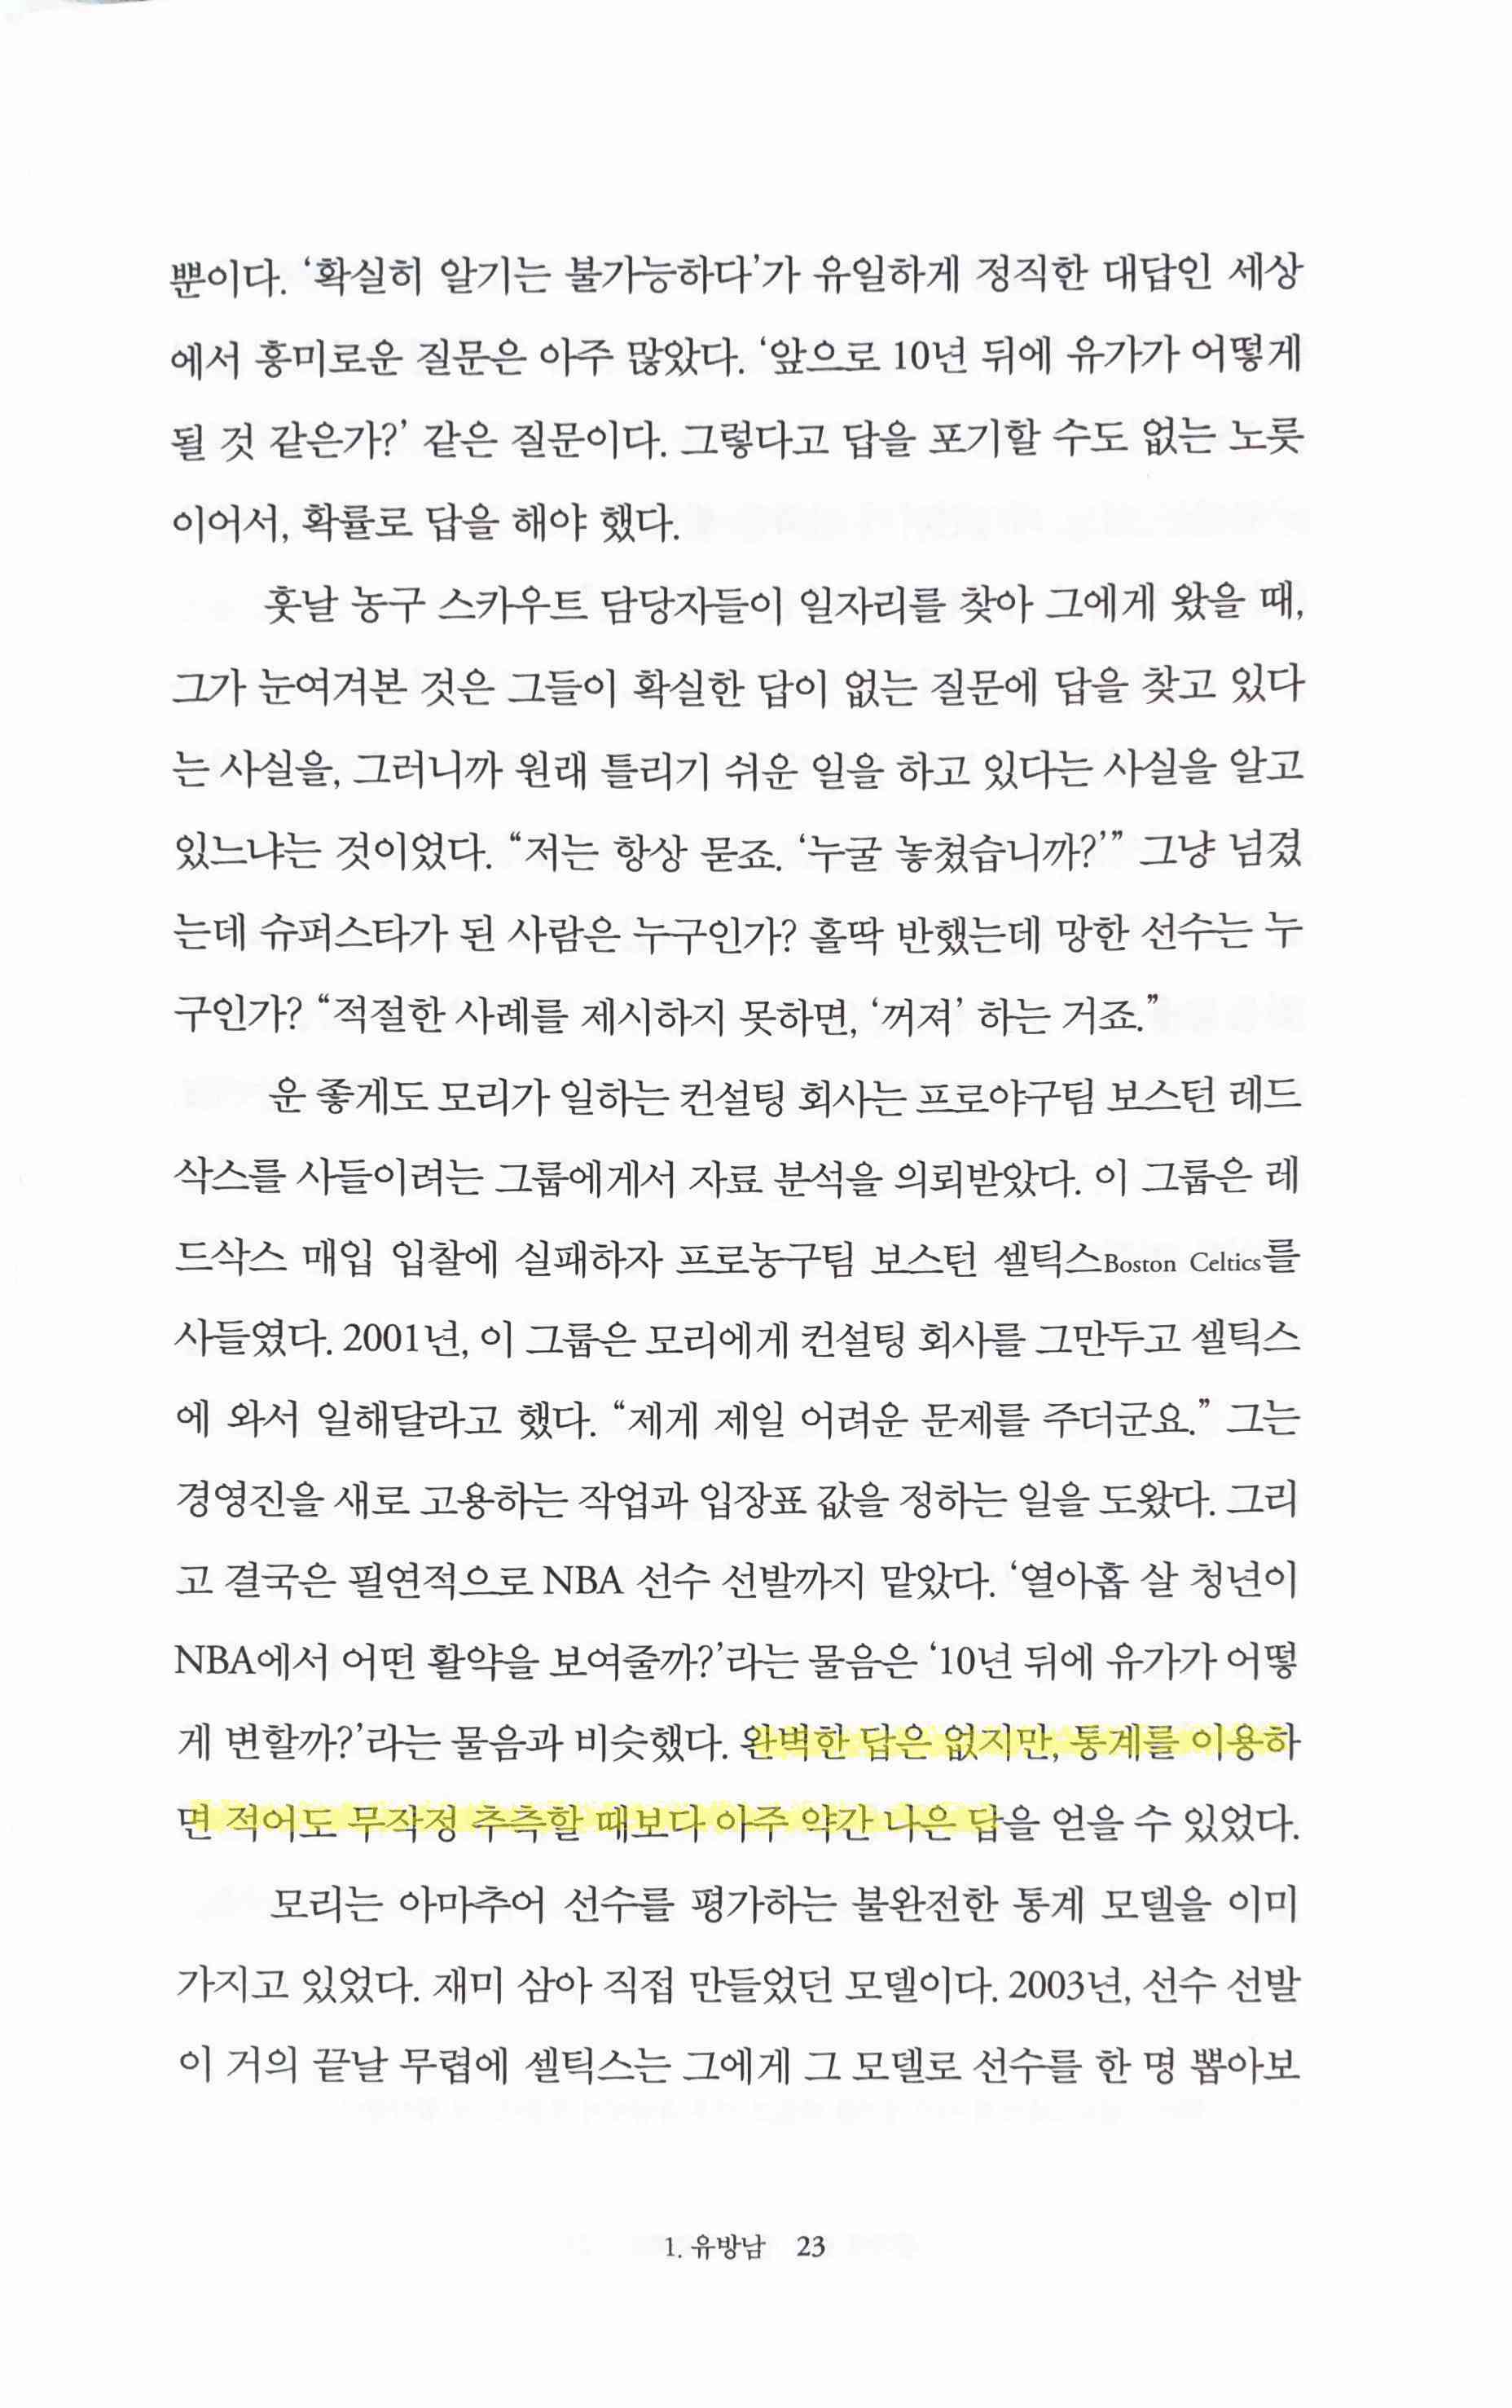 뿐이다. ‘확실히 알기는 불가능하다’가 유일하게 정직한 대답인 세상
에서 흥미로운 질문은 아주 많았다. ‘앞으로 10년 뒤에 유가가 어떻게
될 것 같은가?’ 같은 질문이다. 그렇다고 답을 포기할 수도 없는 노릇
이어서, 확률로 답을 해야 했다.
훗날 농구 스카우트 담당자들이 일자리를 찾아 그에게 왔을 때,
그가 눈여겨본 것은 그들이 확실한 답이 없는 질문에 답을 찾고 있다
는 사실을, 그러니까 원래 틀리기 쉬운 일을 하고 있다는 사실을 알고
있느냐는 것이었다. “저는 항상 묻죠. ‘누굴 놓쳤습니까?’” 그냥 넘겼
는데 슈퍼스타가 된 사람은 누구인가? 홀딱 반했는데 망한 선수는 누
구인가? “적절한 사례를 제시하지 못하면, ‘꺼져’ 하는 거죠.”
운 좋게도 모리가 일하는 컨설팅 회사는 프로야구팀 보스턴 레드
삭스를 사들이려는 그룹에게서 자료 분석을 의뢰받았다. 이 그룹은 레
드삭스 매입 입찰에 실패하자 프로농구팀 보스턴 셀틱스Boston Celtics를
사들였다. 2001년, 이 그룹은 모리에게 컨설팅 회사를 그만두고 셀틱스
에 와서 일해달라고 했다. “제게 제일 어려운 문제를 주더군요.” 그는
경영진을 새로 고용하는 작업과 입장표 값을 정하는 일을 도왔다. 그리
고 결국은 필연적으로 NBA 선수 선발까지 맡았다. ‘열아홉 살 청년이
NBA에서 어떤 활약을 보여줄까?’라는 물음은 ‘10년 뒤에 유가가 어떻
게 변할까?’라는 물음과 비슷했다. 완벽한 답은 없지만, 통계를 이용하
면 적어도 무작정 추측할 때보다 아주 약간 나은 답을 얻을 수 있었다.
모리는 아마추어 선수를 평가하는 불완전한 통계 모델을 이미
가지고 있었다. 재미 삼아 직접 만들었던 모델이다. 2003년, 선수 선발
이 거의 끝날 무렵에 셀틱스는 그에게 그 모델로 선수를 한 명 뽑아보
1. 유방남 23